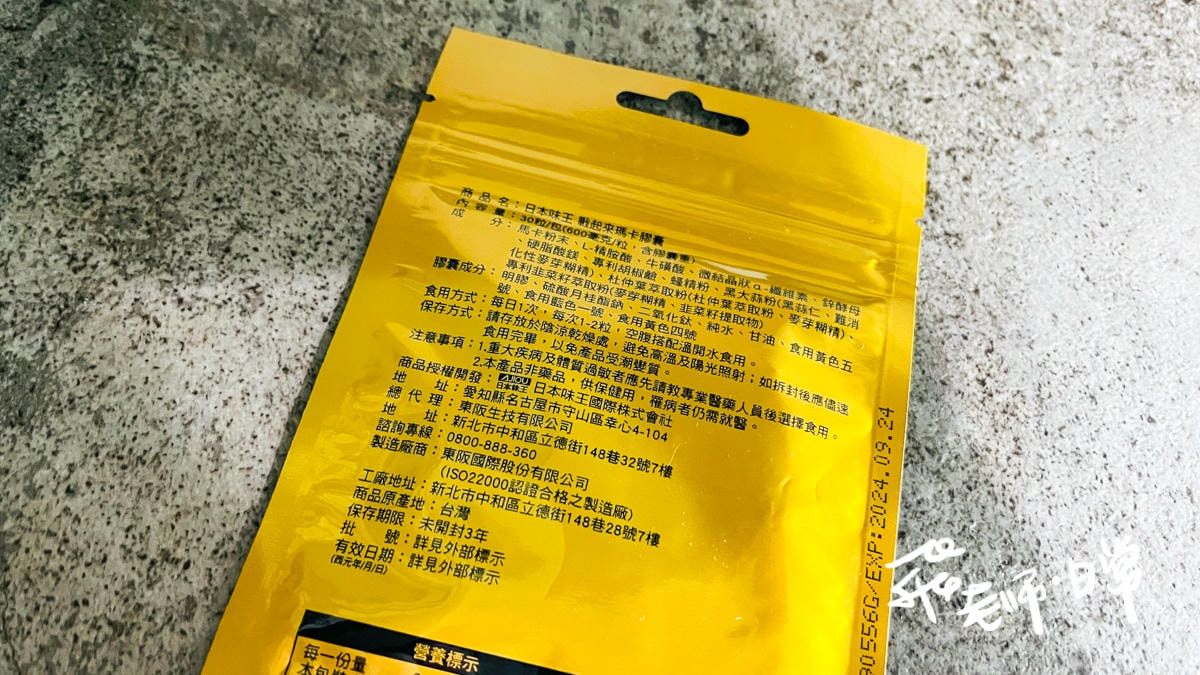 商品名：日本味王 戰起來瑪卡膠囊
內容量：30粒/包(600毫克/粒，含膠囊重)
成分：馬卡粉末、L-精胺酸、牛磺酸、微結晶狀α-纖維素、鋅酵母
、硬脂酸鎂、專利胡椒鹼、蠔精粉、黑大蒜粉(黑蒜仁、難消
化性麥芽糊精)、杜仲葉萃取粉(杜仲葉萃取粉、麥芽糊精)、
專利韭菜籽萃取粉(麥芽糊精、韭菜籽提取物)
膠囊成分：明膠、硫酸月桂酯鈉、二氧化鈦、純水、甘油、食用黃色五
號、食用藍色一號、食用黃色四號
食用方式：每日1次，每次1-2粒，空腹搭配溫開水食用。
保存方式：請存放於陰涼乾燥處，避免高溫及陽光照射；如拆封後應儘速
食用完畢，以免產品受潮變質。
注意事項：1.重大疾病及體質過敏者應先請教專業醫藥人員後選擇食用。
2.本產品非藥品，供保健用，罹病者仍需就醫。
商品授權開發：AJOU 日本味王 日本味王國際株式會社
地址：愛知縣名古屋市守山區幸心4-104
總代理：東阪生技有限公司
地址：新北市中和區立德街148巷32號7樓
諮詢專線：0800-888-360
製造廠商：東阪國際股份有限公司
(ISO22000認證合格之製造廠)
工廠地址：新北市中和區立德街148巷28號7樓
商品原產地：台灣
保存期限：未開封3年
批號：詳見外部標示
有效日期：詳見外部標示
(西元年/月/日)
營養標示
每一份量
0556G/EXP:2024.09.24